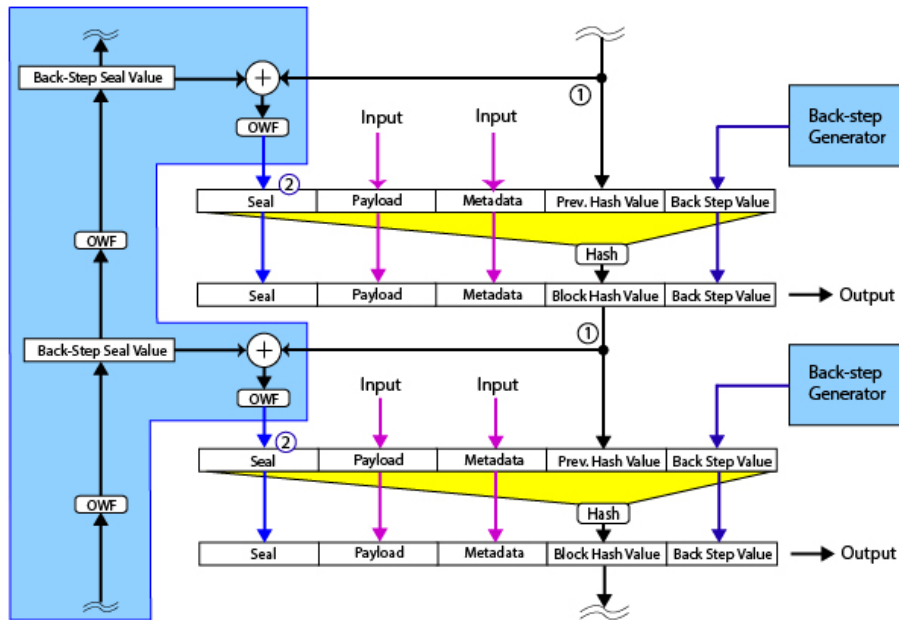 Back-Step Seal Value
+
①
OWF
Input
Input
Back-step
Generator
②
Seal
Payload
Metadata
Prev. Hash Value
Back Step Value
OWF
Hash
Seal
Payload
Metadata
Block Hash Value
Back Step Value
Output
①
Back-Step Seal Value
+
OWF
Input
Input
Back-step
Generator
②
Seal
Payload
Metadata
Prev. Hash Value
Back Step Value
OWF
Hash
Seal
Payload
Metadata
Block Hash Value
Back Step Value
Output